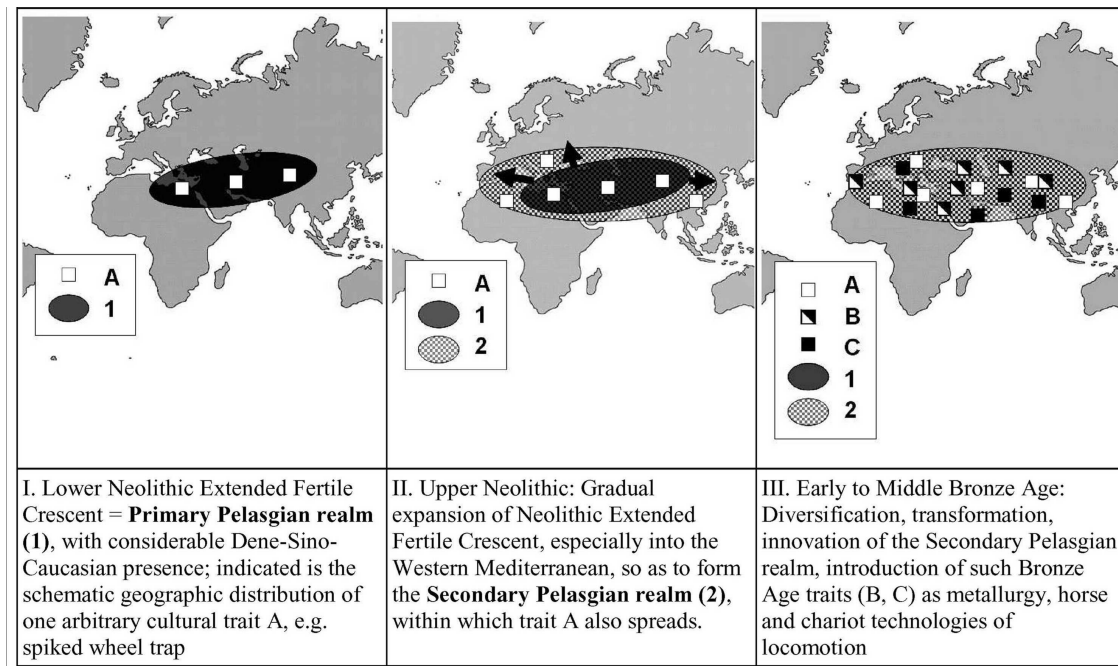 A
1
A
1
2
A
B
C
1
2
I. Lower Neolithic Extended Fertile
Crescent = Primary Pelasgian realm
(1), with considerable Dene-Sino-
Caucasian presence; indicated is the
schematic geographic distribution of
one arbitrary cultural trait A, e.g.
spiked wheel trap
II. Upper Neolithic: Gradual
expansion of Neolithic Extended
Fertile Crescent, especially into the
Western Mediterranean, so as to form
the Secondary Pelasgian realm (2),
within which trait A also spreads.
III. Early to Middle Bronze Age:
Diversification, transformation,
innovation of the Secondary Pelasgian
realm, introduction of such Bronze
Age traits (B, C) as metallurgy, horse
and chariot technologies of
locomotion